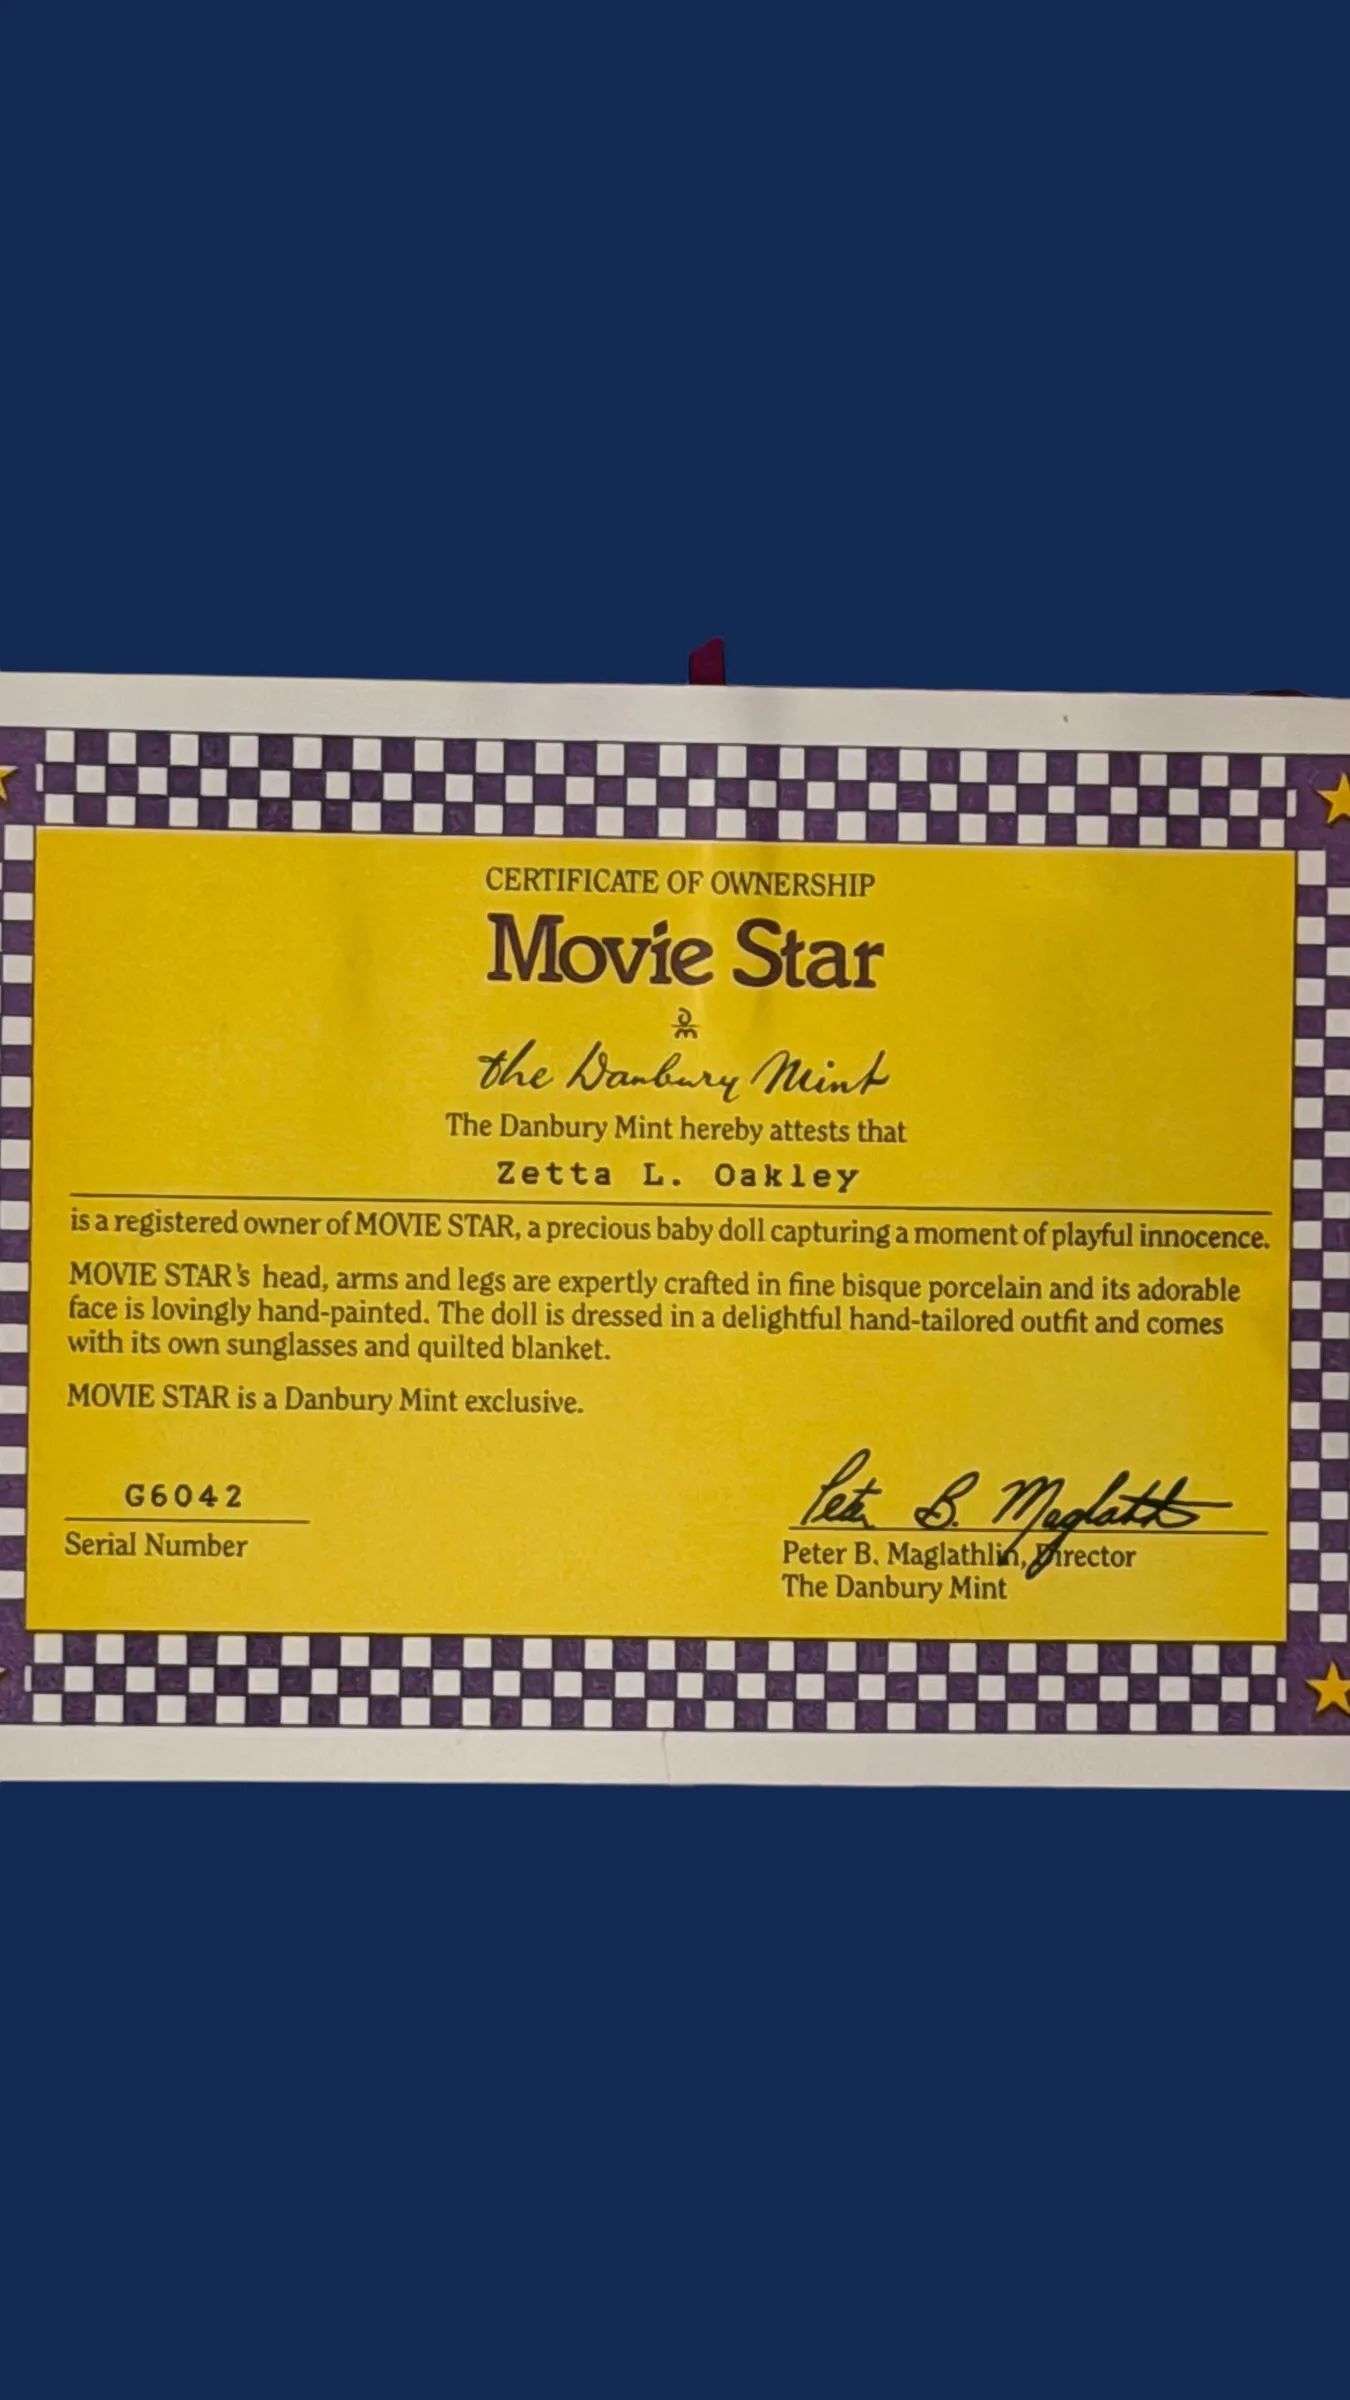 CERTIFICATE OF OWNERSHIP
Movie Star
the Danbury Mint
The Danbury Mint hereby attests that
Zetta L. Oakley
is a registered owner of MOVIE STAR, a precious baby doll capturing a moment of playful innocence.
MOVIE STAR's head, arms and legs are expertly crafted in fine bisque porcelain and its adorable
face is lovingly hand-painted. The doll is dressed in a delightful hand-tailored outfit and comes
with its own sunglasses and quilted blanket.
MOVIE STAR is a Danbury Mint exclusive.
G6042
Serial Number
Peter B. Maglathlin
Peter B. Maglathlin, Director
The Danbury Mint